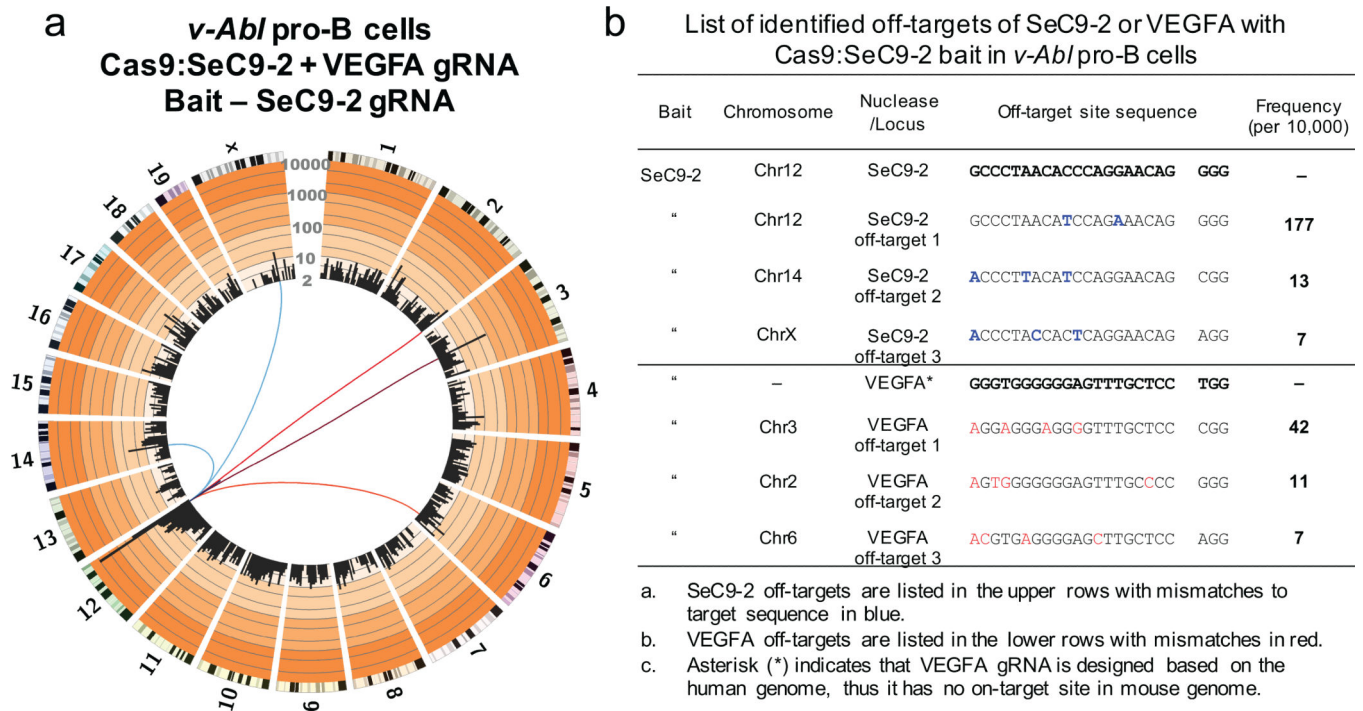 a
v-Abl pro-B cells
Cas9:SeC9-2 + VEGFA gRNA
Bait – SeC9-2 gRNA
10000
1000
100
10
2
1
2
3
4
5
6
7
8
9
10
11
12
13
14
15
16
17
18
19
x
b
List of identified off-targets of SeC9-2 or VEGFA with
Cas9:SeC9-2 bait in v-Abl pro-B cells
Bait Chromosome Nuclease /Locus Off-target site sequence Frequency (per 10,000)
SeC9-2 Chr12 SeC9-2 GCCCTAACACCCAGGAACAG GGG –
“ Chr12 SeC9-2 off-target 1 GCCCTAACATCCAGAAACAG GGG 177
“ Chr14 SeC9-2 off-target 2 ACCCTTACATCCAGGAACAG CGG 13
“ ChrX SeC9-2 off-target 3 ACCCTACCACTCAGGAACAG AGG 7
“ – VEGFA* GGGTGGGGGGAGTTTGCTCC TGG –
“ Chr3 VEGFA off-target 1 AGGAGGGAGGGGTTTGCTCC CGG 42
“ Chr2 VEGFA off-target 2 AGTGGGGGGGAGTTTGCCCC GGG 11
“ Chr6 VEGFA off-target 3 ACGTGAGGGGAGCTTGCTCC AGG 7
a. SeC9-2 off-targets are listed in the upper rows with mismatches to
target sequence in blue.
b. VEGFA off-targets are listed in the lower rows with mismatches in red.
c. Asterisk (*) indicates that VEGFA gRNA is designed based on the
human genome, thus it has no on-target site in mouse genome.